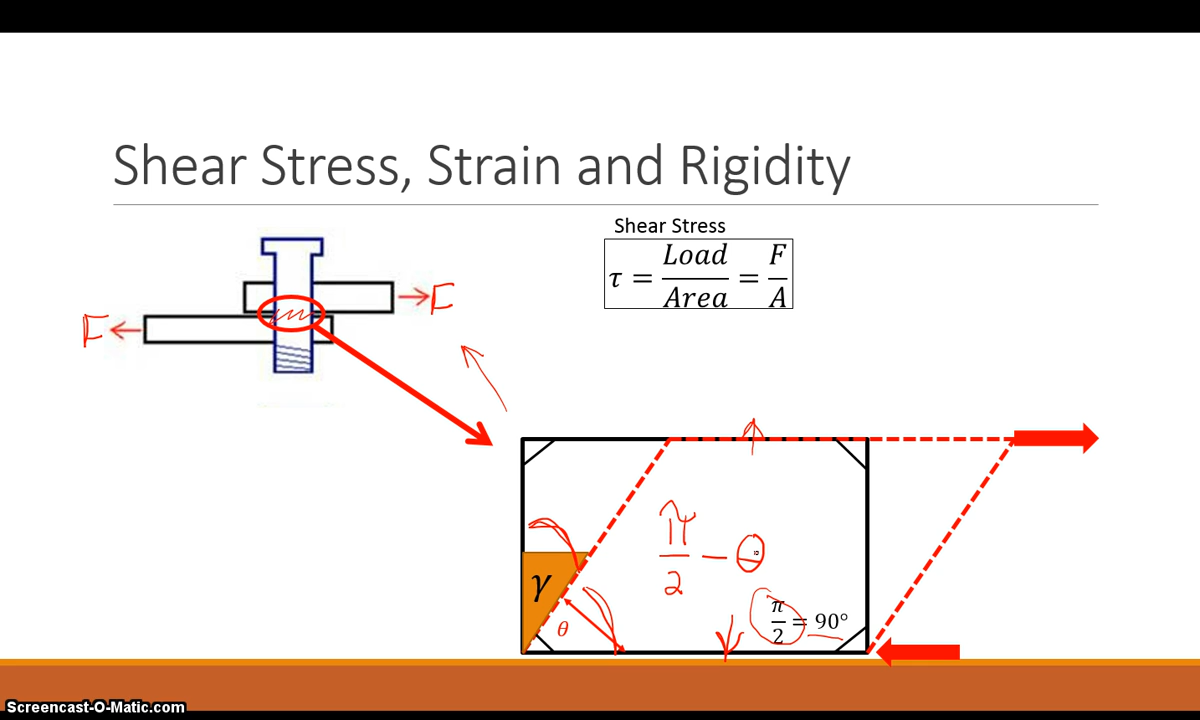 Shear Stress, Strain and Rigidity
Shear Stress
τ = Load / Area = F / A
F
F
π / 2 − θ
γ
θ
π / 2 = 90°
Screencast-O-Matic.com